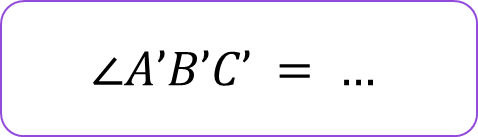 ∠A’B’C’ = ...